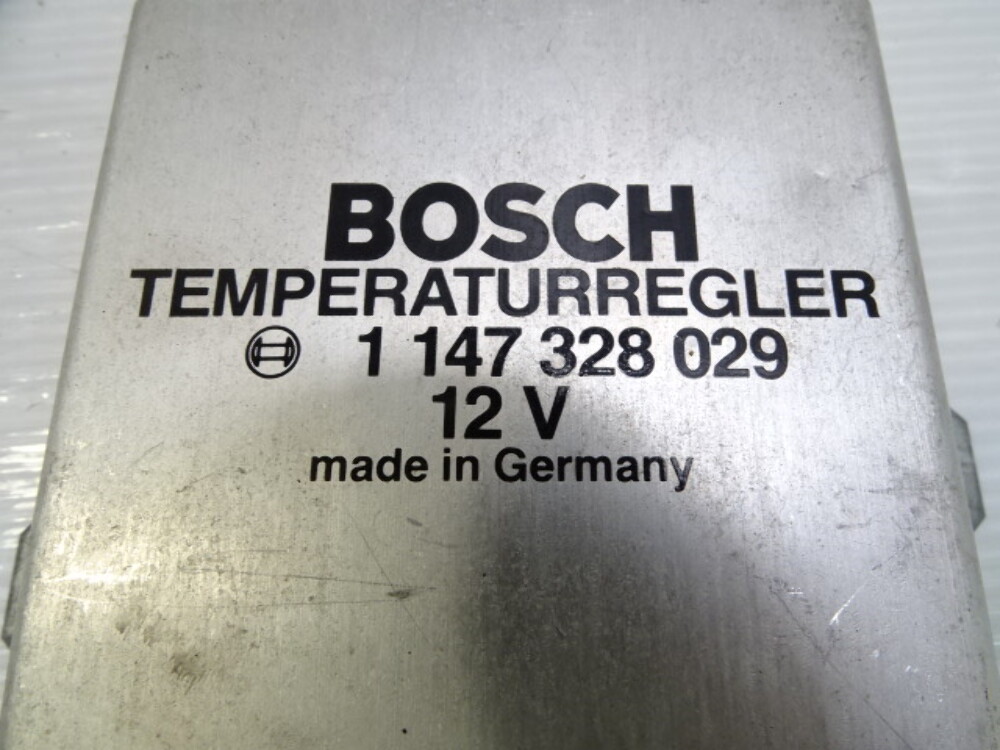 BOSCH
TEMPERATURREGLER
1 147 328 029
12 V
made in Germany